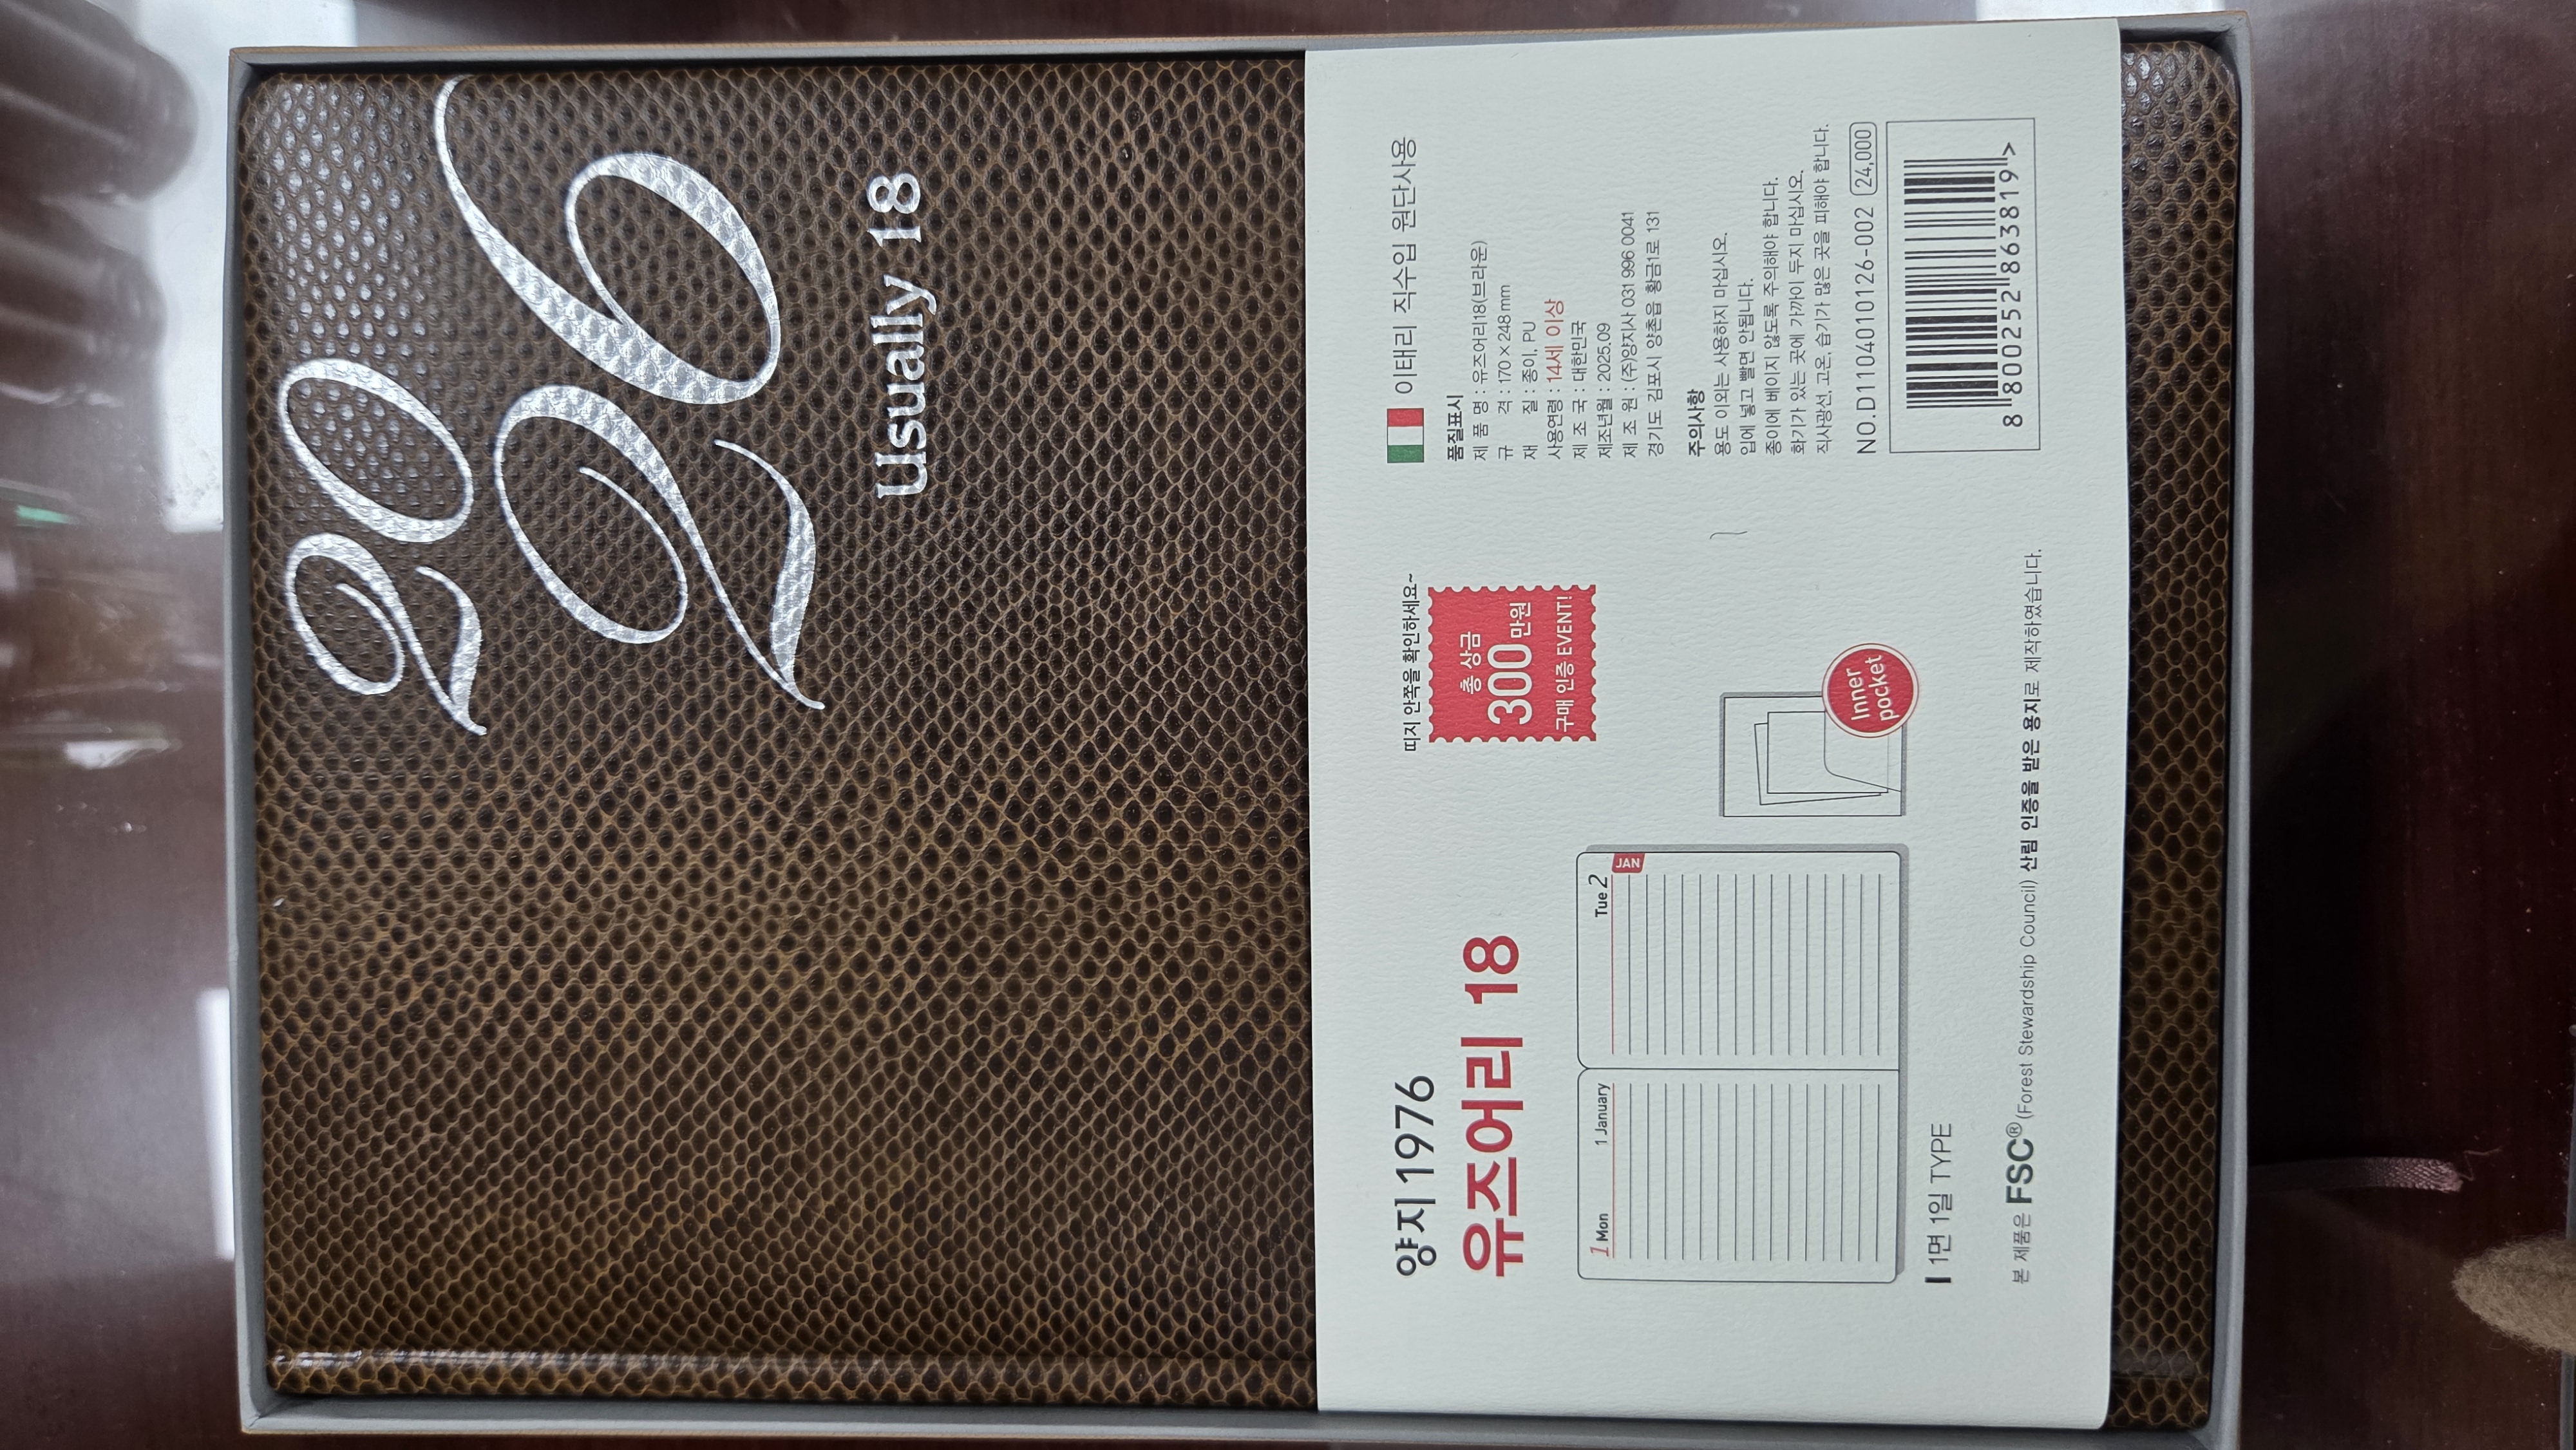 20
26
Usually 18
양지 1976
유즈어리 18
띠지 안쪽을 확인하세요~
총 상금
300만원
구매 인증 EVENT!
1 Mon 1 January
Tue 2
JAN
Inner
pocket
1면 1일 TYPE
본 제품은 FSC®(Forest Stewardship Council) 산림 인증을 받은 용지로 제작하였습니다.
이태리 직수입 원단사용
품질표시
제 품 명 : 유즈어리18(브라운)
규 격 : 170 × 248 mm
재 질 : 종이, PU
사용연령 : 14세 이상
제 조 국 : 대한민국
제조년월 : 2025.09
제 조 원 : (주)양지사 031 996 0041
경기도 김포시 양촌읍 황금1로 131
주의사항
용도 이외는 사용하지 마십시오.
입에 넣고 빨면 안됩니다.
종이에 베이지 않도록 주의해야 합니다.
화기가 있는 곳에 가까이 두지 마십시오.
직사광선, 고온, 습기가 많은 곳을 피해야 합니다.
NO.D11040101​26-002 24,000
8 800252 863819 >